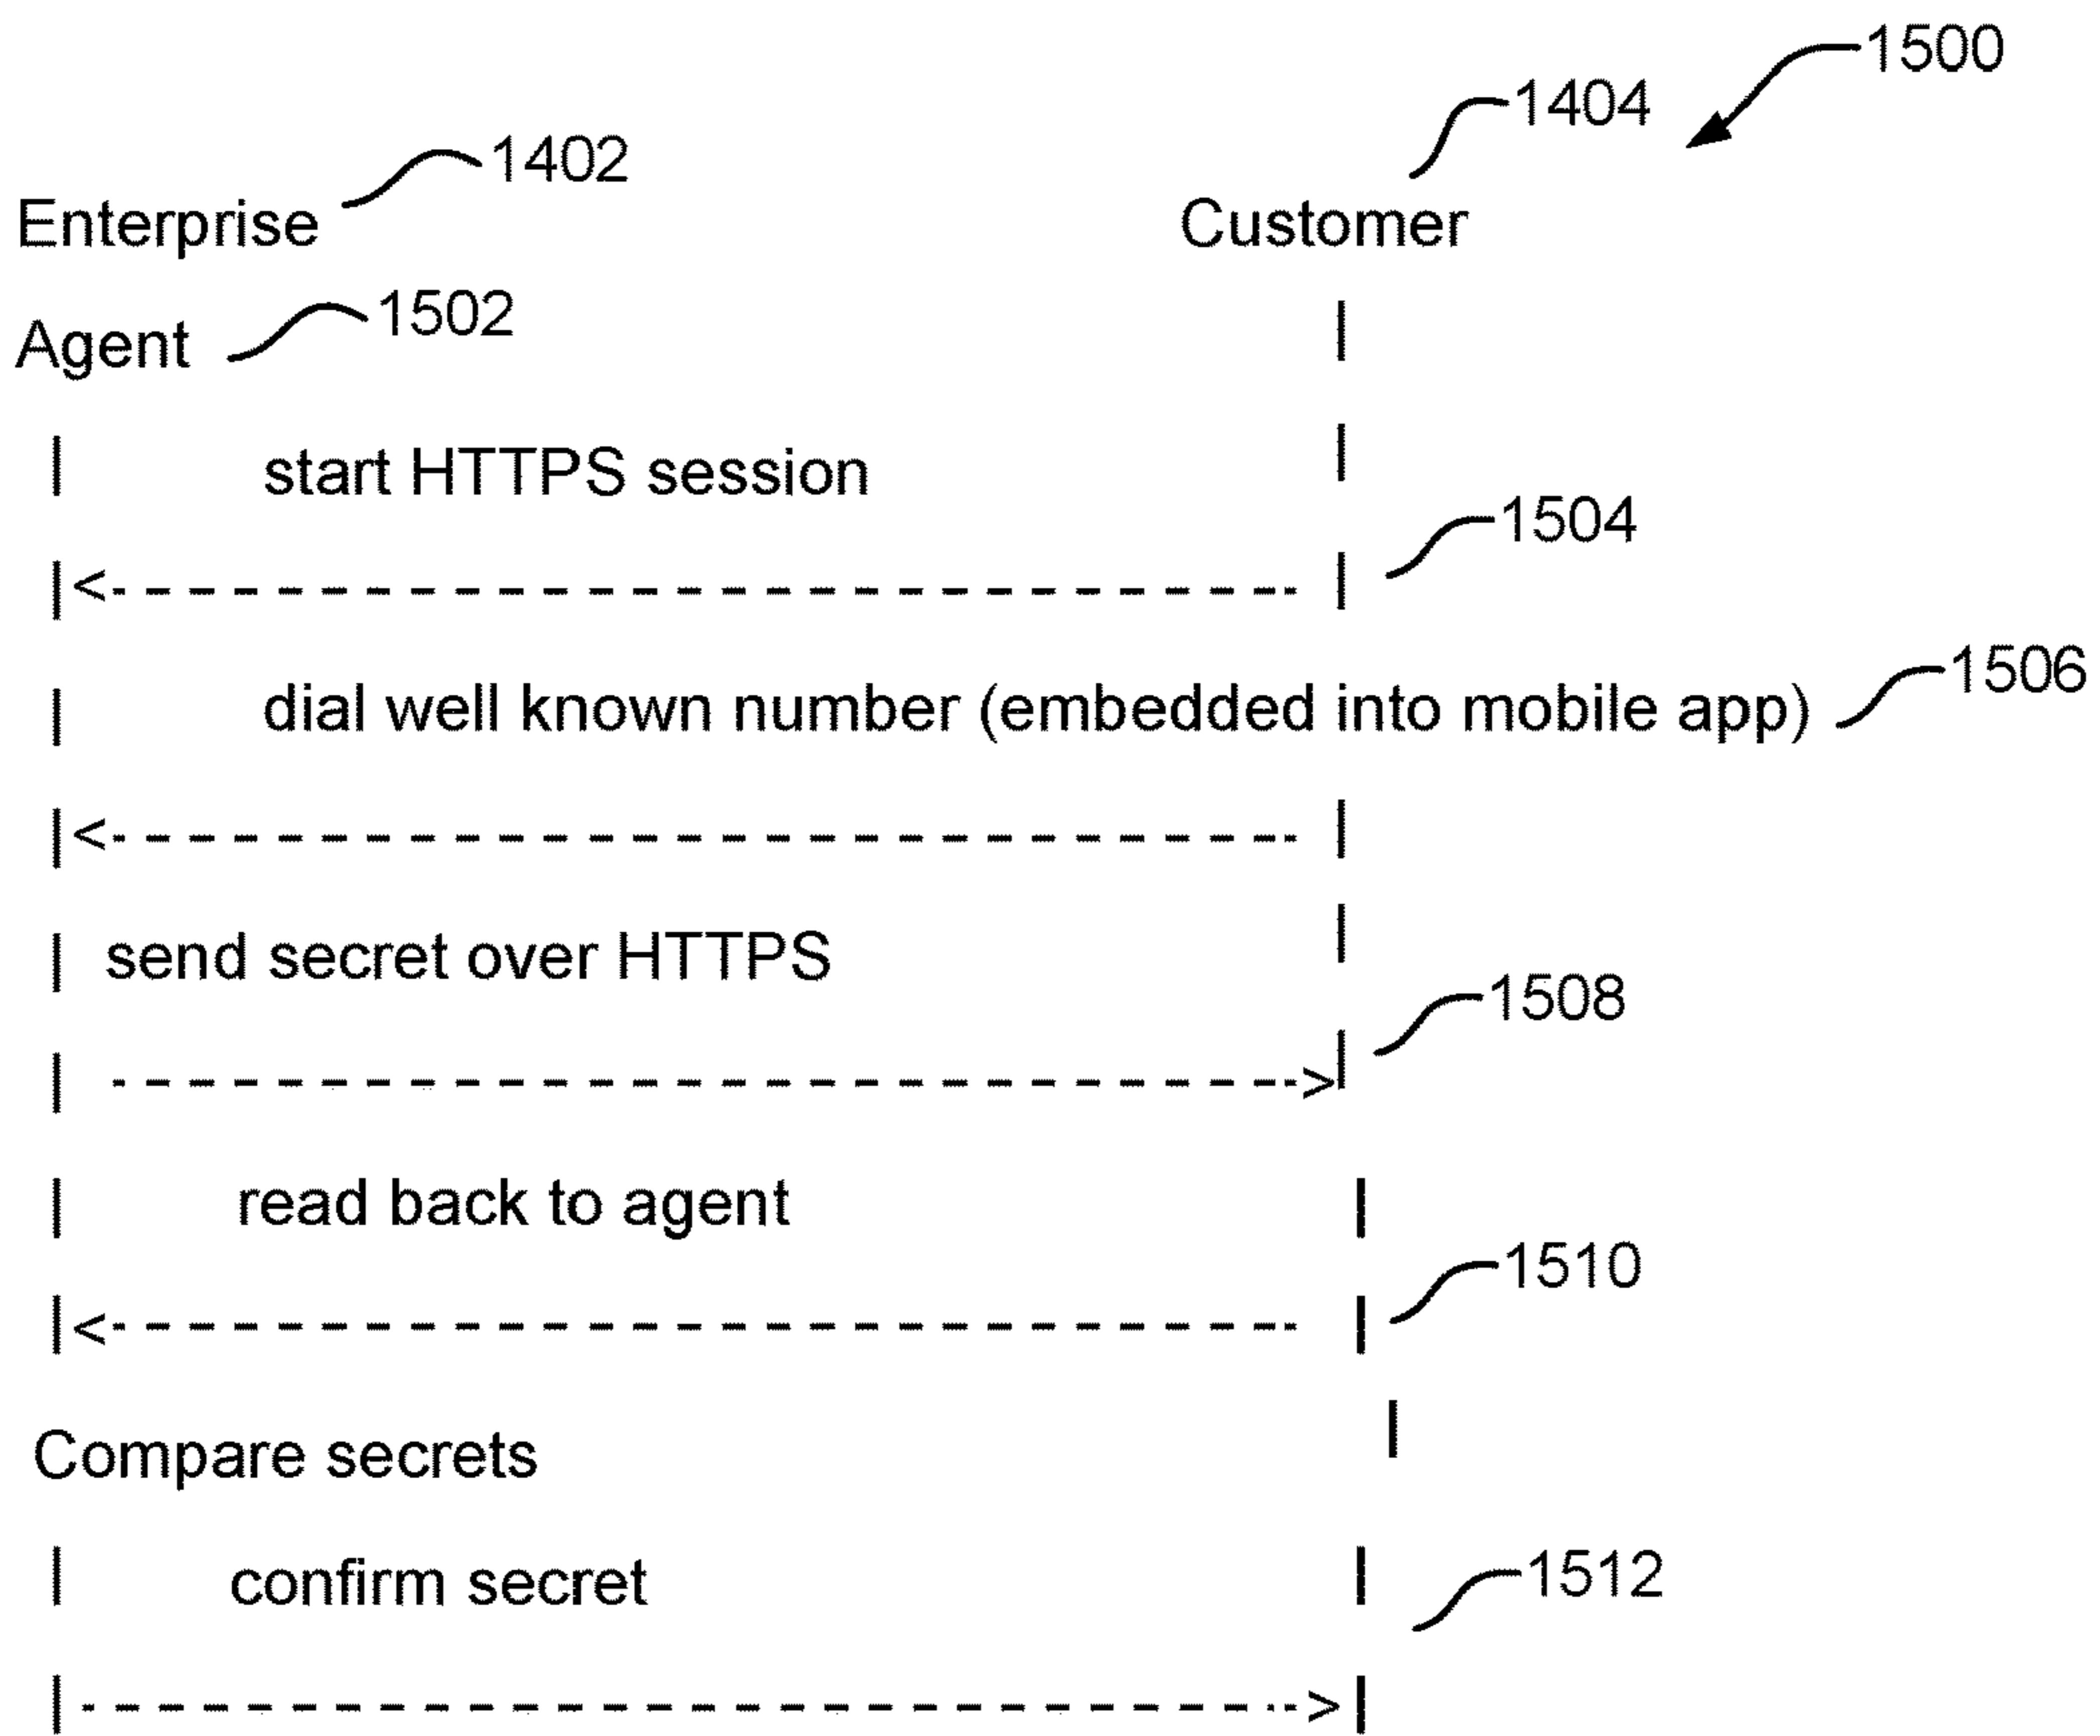 1500
1404
1402
Enterprise
Customer
1502
Agent
start HTTPS session
1504
1506
dial well known number (embedded into mobile app)
send secret over HTTPS
1508
read back to agent
1510
Compare secrets
1512
confirm secret